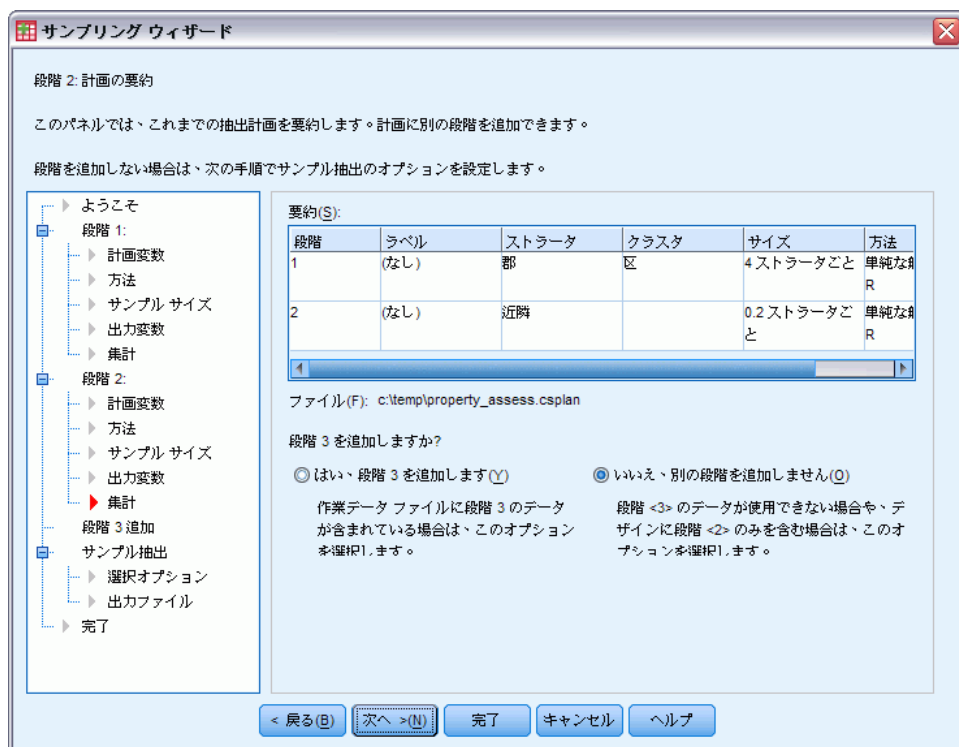 サンプリング ウィザード
段階 2: 計画の要約
このパネルでは、これまでの抽出計画を要約します。計画に別の段階を追加できます。
段階を追加しない場合は、次の手順でサンプル抽出のオプションを設定します。
ようこそ
段階 1:
計画変数
方法
サンプル サイズ
出力変数
集計
段階 2:
計画変数
方法
サンプル サイズ
出力変数
集計
段階 3 追加
サンプル抽出
選択オプション
出力ファイル
完了
要約(S):
段階 ラベル ストラータ クラスタ サイズ 方法
1 (なし) 郡 区 4 ストラータごと 単純な
R
2 (なし) 近隣 0.2 ストラータご 単純な
と R
ファイル(F): c:\temp\property_assess.csplan
段階 3 を追加しますか?
はい、段階 3 を追加します(Y) いいえ、別の段階を追加しません(O)
作業データ ファイルに段階 3 のデータ
が含まれている場合は、このオプション
を選択します。
段階 <3> のデータが使用できない場合や、デ
ザインに段階 <2> のみを含む場合は、このオ
プションを選択します。
< 戻る(B) 次へ >(N) 完了 キャンセル ヘルプ